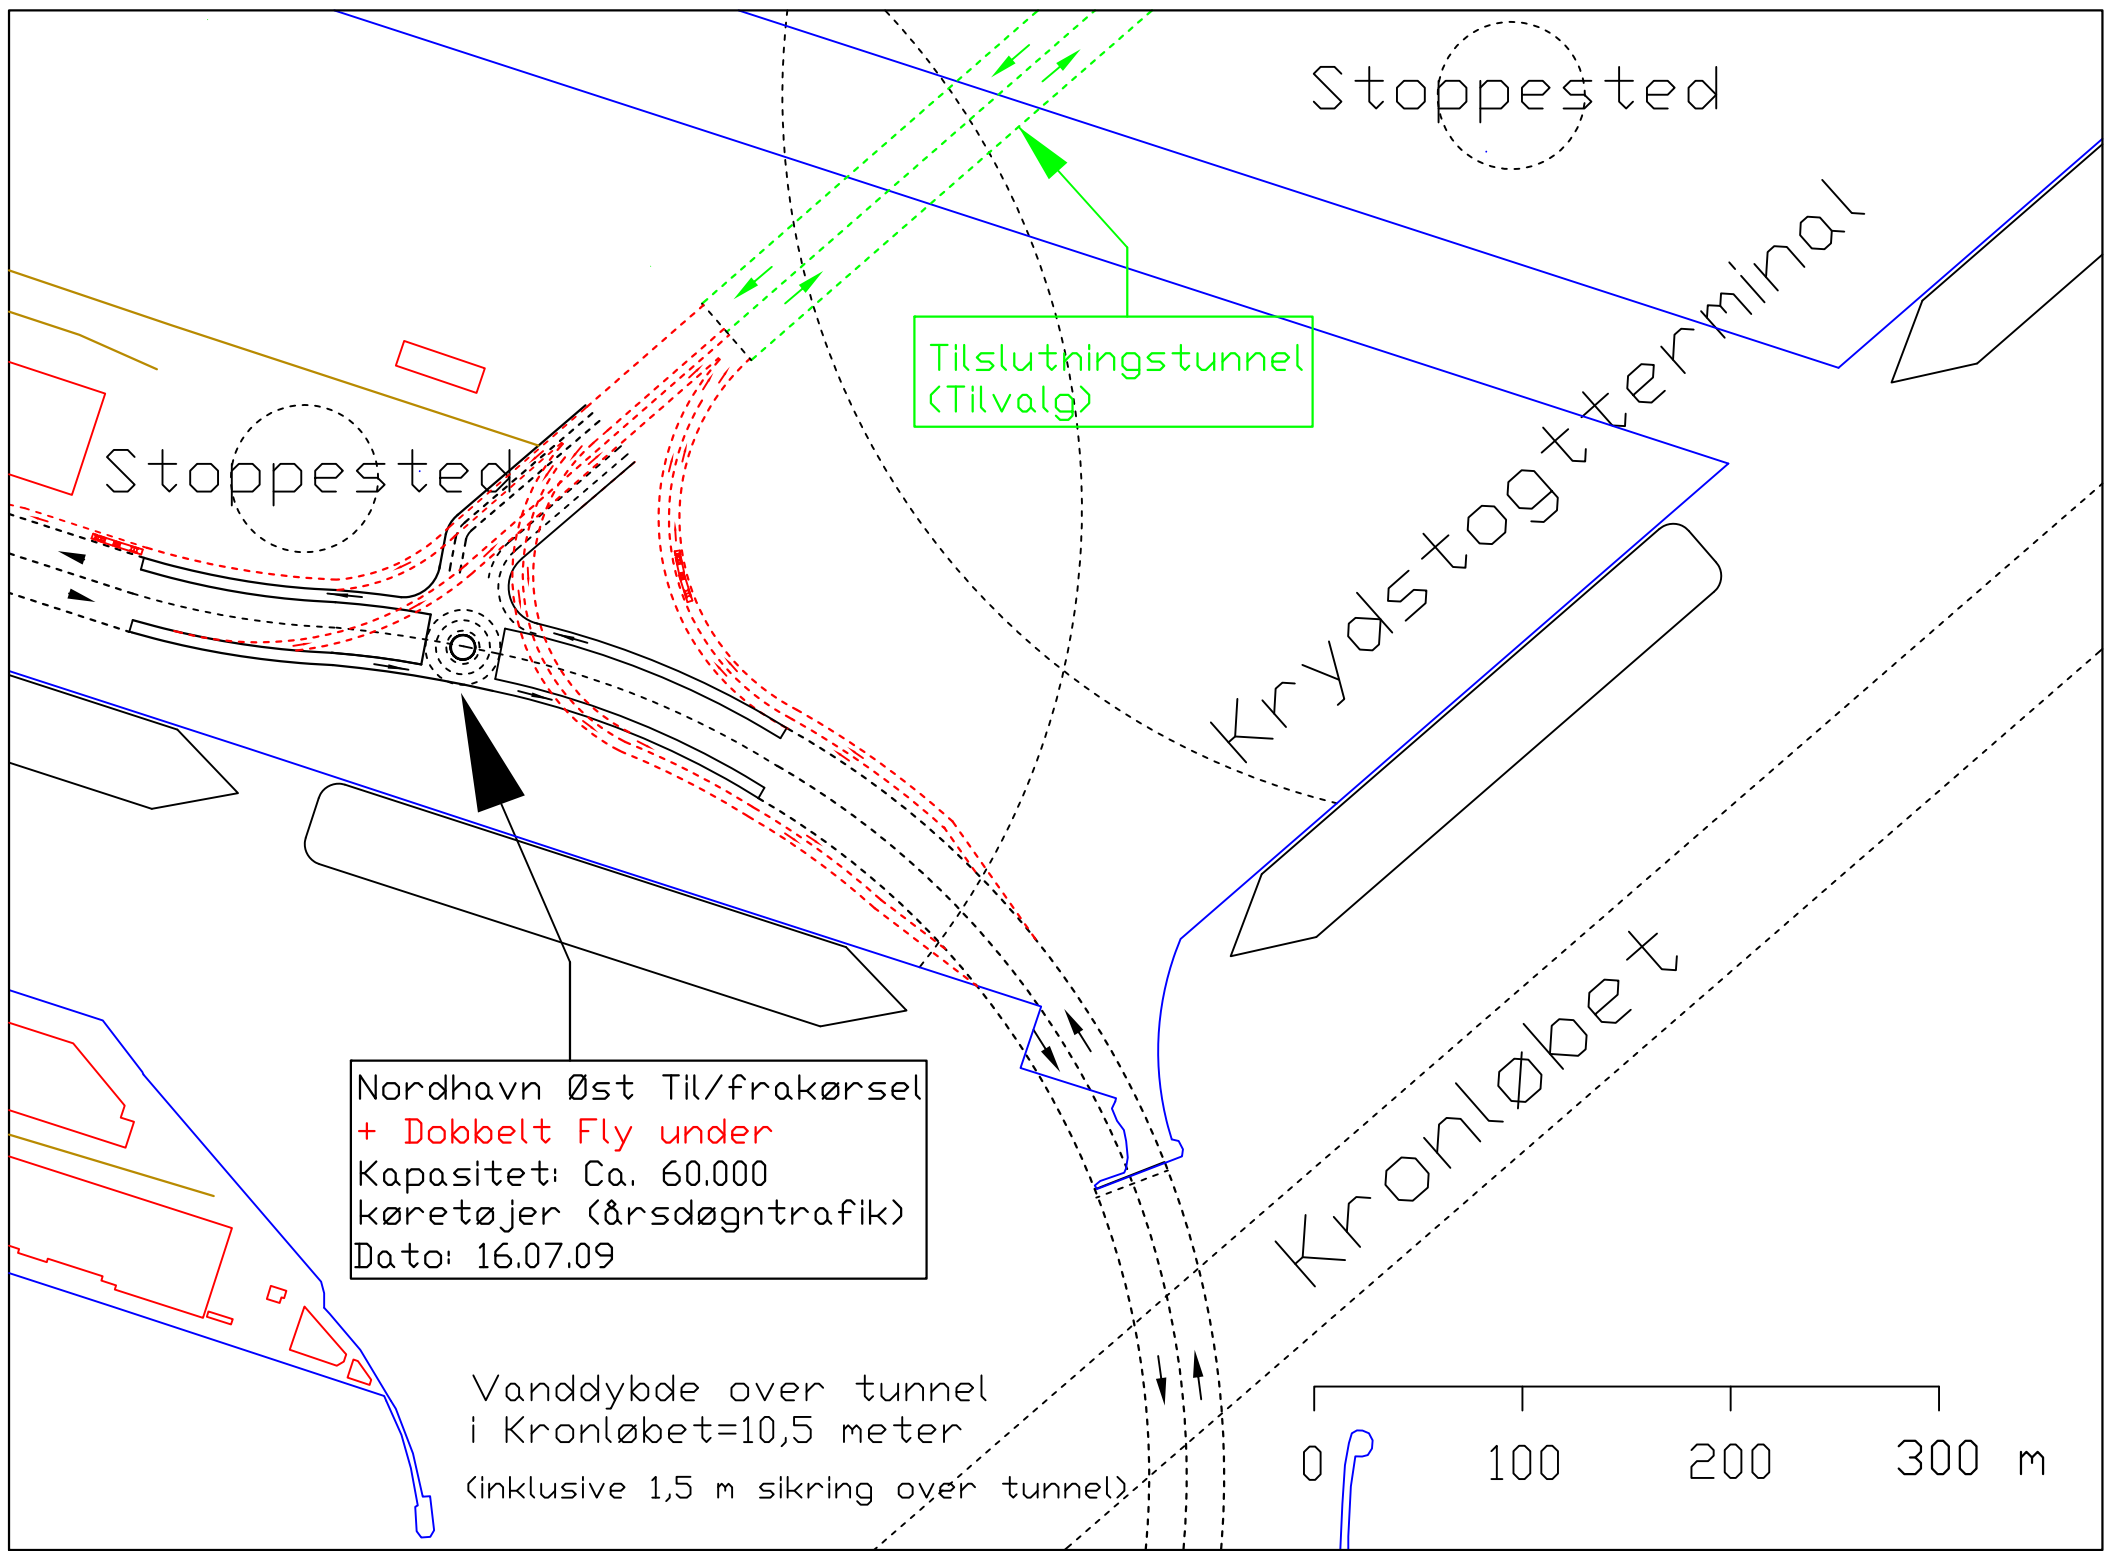 Stoppested
Tilslutningstunnel
(Tilvalg)
Stoppested
Krydstogtterminal
Kronløbet
Nordhavn Øst Til/frakørsel
+ Dobbelt Fly under
Kapasitet: Ca. 60.000
køretøjer (årsdøgntrafik)
Dato: 16.07.09
Vanddybde over tunnel
i Kronløbet=10,5 meter
(inklusive 1,5 m sikring over tunnel)
0 100 200 300 m